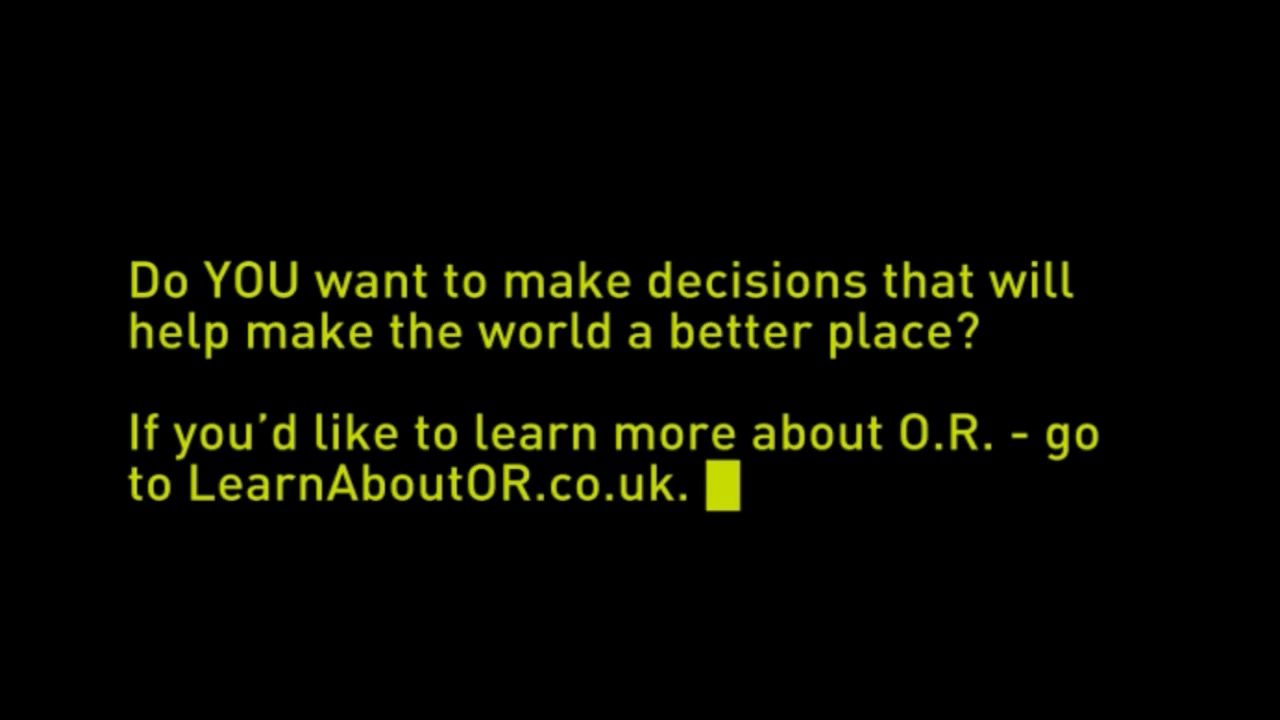 Do YOU want to make decisions that will
help make the world a better place?
If you’d like to learn more about O.R. - go
to LearnAboutOR.co.uk.